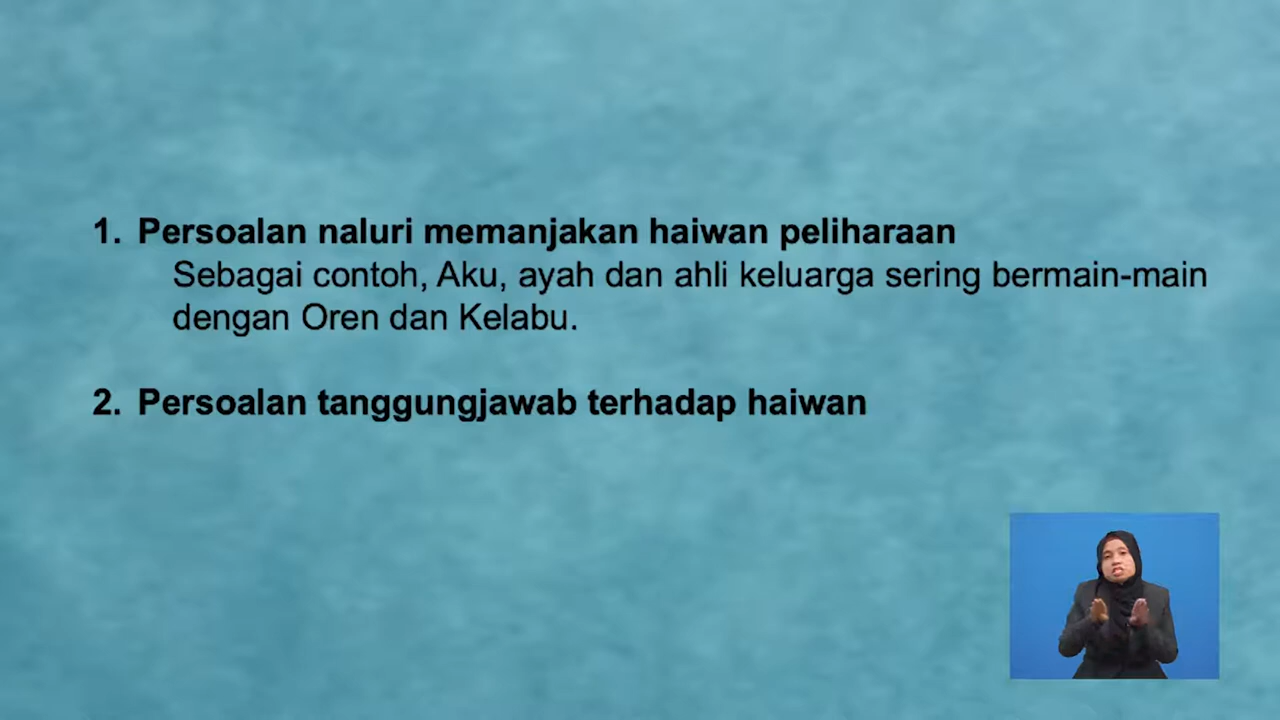 1. Persoalan naluri memanjakan haiwan peliharaan
Sebagai contoh, Aku, ayah dan ahli keluarga sering bermain-main
dengan Oren dan Kelabu.
2. Persoalan tanggungjawab terhadap haiwan